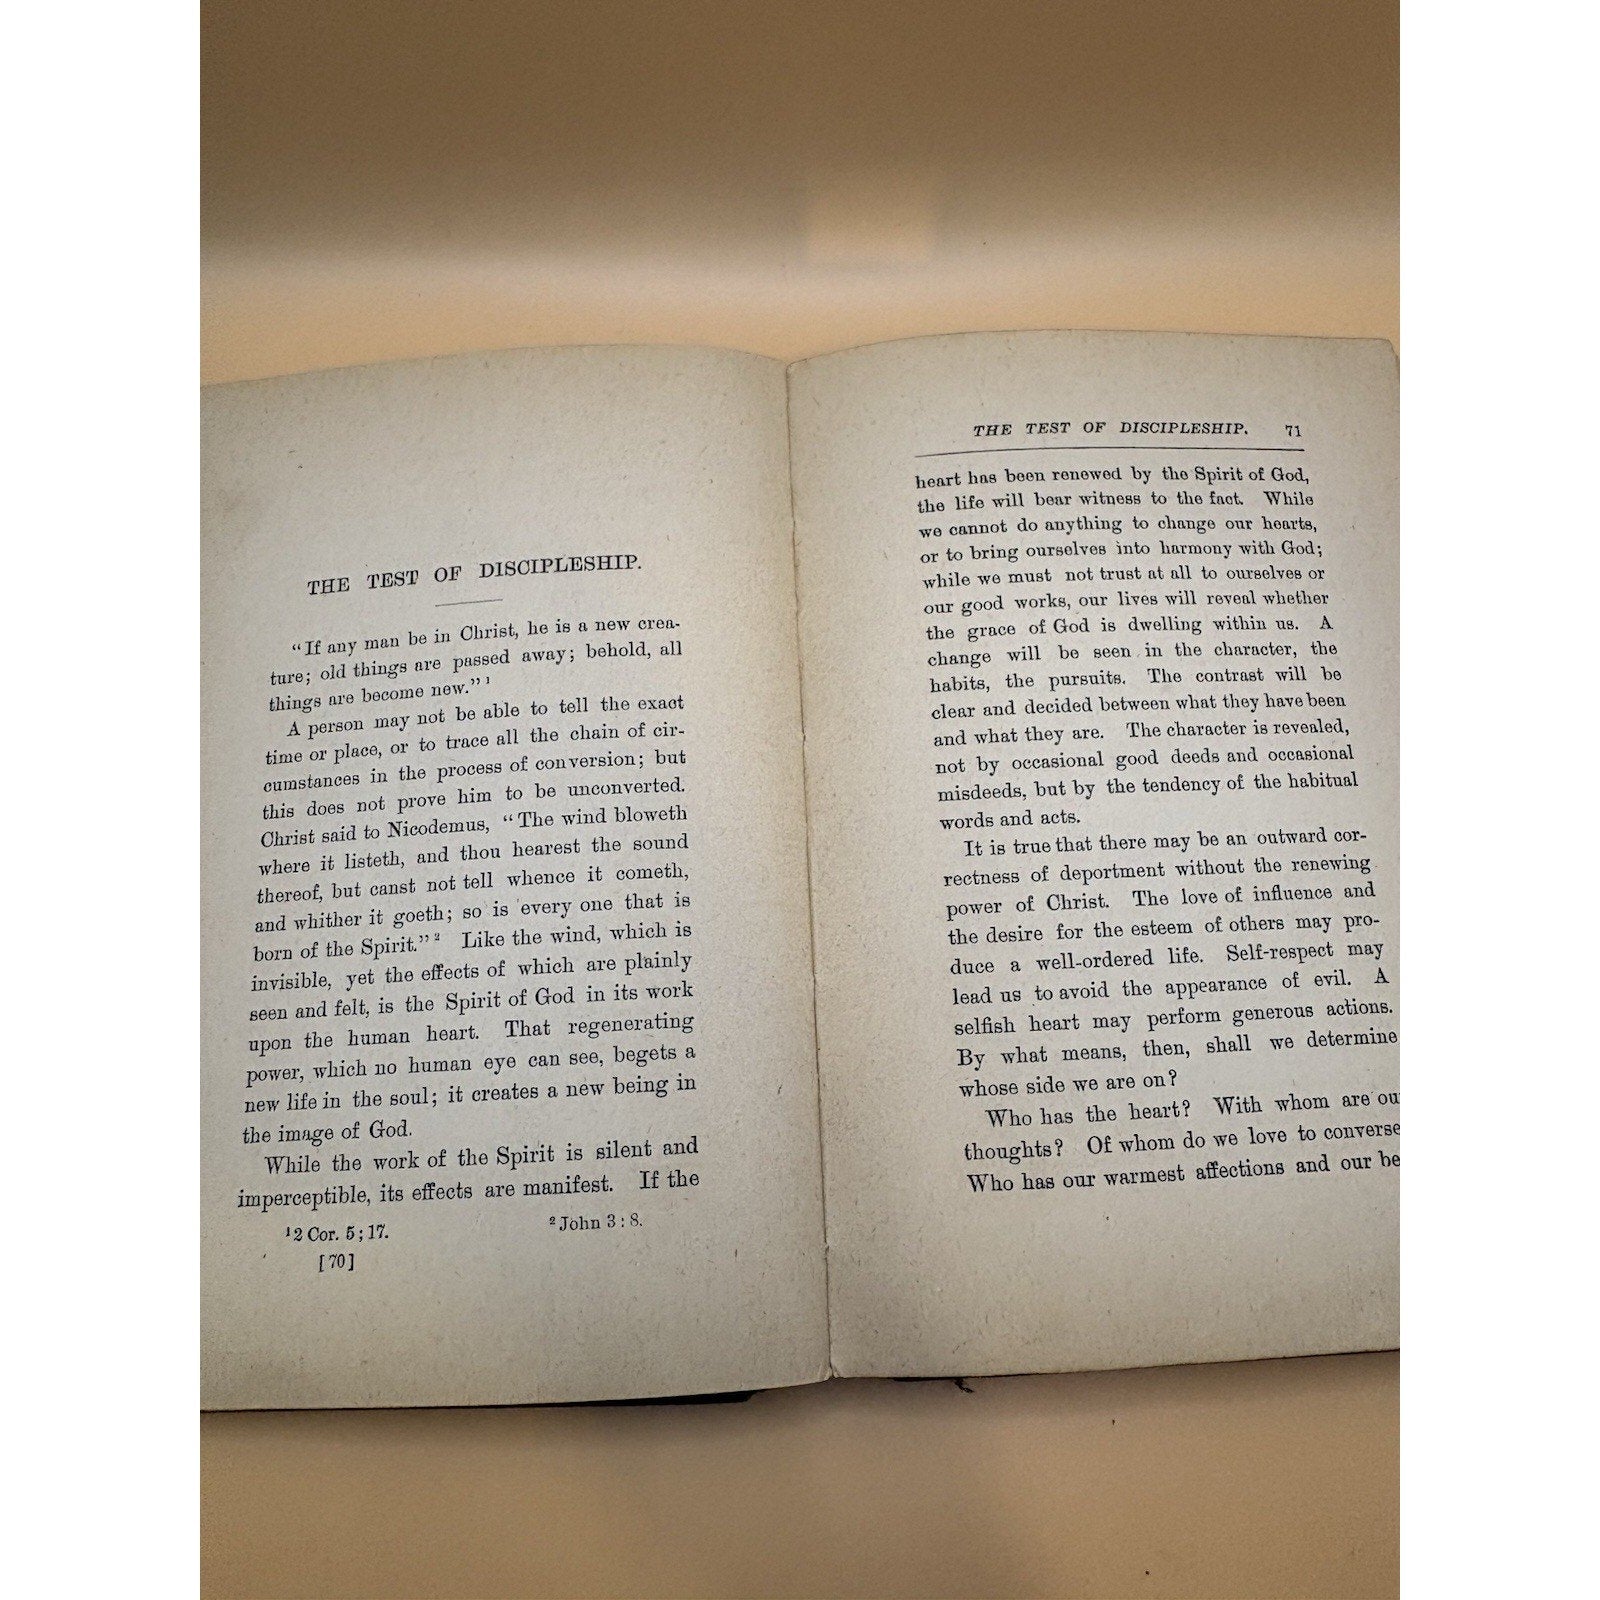 THE TEST OF DISCIPLESHIP.
“If any man be in Christ, he is a new crea-
ture; old things are passed away; behold, all
things are become new.” 1
A person may not be able to tell the exact
time or place, or to trace all the chain of cir-
cumstances in the process of conversion; but
this does not prove him to be unconverted.
Christ said to Nicodemus, “The wind bloweth
where it listeth, and thou hearest the sound
thereof, but canst not tell whence it cometh,
and whither it goeth; so is every one that is
born of the Spirit.” 2 Like the wind, which is
invisible, yet the effects of which are plainly
seen and felt, is the Spirit of God in its work
upon the human heart. That regenerating
power, which no human eye can see, begets a
new life in the soul; it creates a new being in
the image of God.
While the work of the Spirit is silent and
imperceptible, its effects are manifest. If the
1 2 Cor. 5 ; 17. 2 John 3 : 8.
[70]
THE TEST OF DISCIPLESHIP. 71
heart has been renewed by the Spirit of God,
the life will bear witness to the fact. While
we cannot do anything to change our hearts,
or to bring ourselves into harmony with God;
while we must not trust at all to ourselves or
our good works, our lives will reveal whether
the grace of God is dwelling within us. A
change will be seen in the character, the
habits, the pursuits. The contrast will be
clear and decided between what they have been
and what they are. The character is revealed,
not by occasional good deeds and occasional
misdeeds, but by the tendency of the habitual
words and acts.
It is true that there may be an outward cor-
rectness of deportment without the renewing
power of Christ. The love of influence and
the desire for the esteem of others may pro-
duce a well-ordered life. Self-respect may
lead us to avoid the appearance of evil. A
selfish heart may perform generous actions.
By what means, then, shall we determine
whose side we are on?
Who has the heart? With whom are
thoughts? Of whom do we love to converse
Who has our warmest affections and our